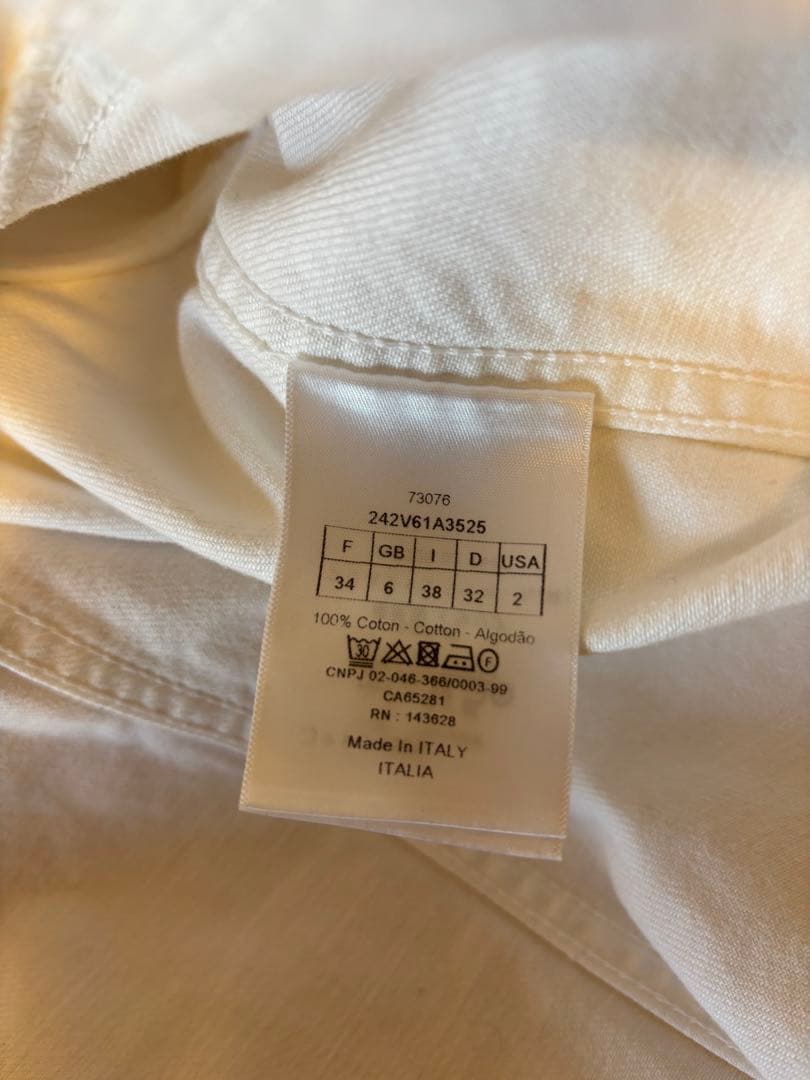 73076
242V61A3525
F GB I D USA
34 6 38 32 2
100% Coton - Cotton - Algodão
30 F
CNPJ 02-046-366/0003-99
CA65281
RN : 143628
Made In ITALY
ITALIA